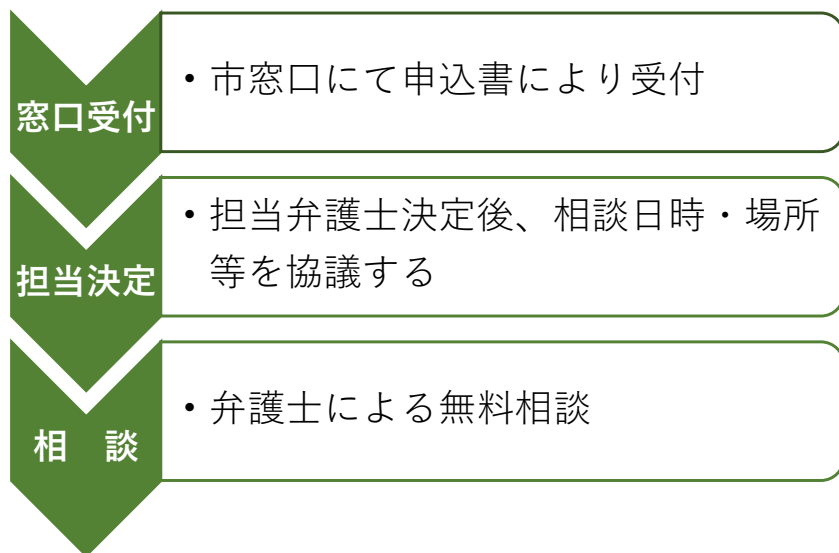 窓口受付
・市窓口にて申込書により受付
担当決定
・担当弁護士決定後、相談日時・場所
等を協議する
相　談
・弁護士による無料相談